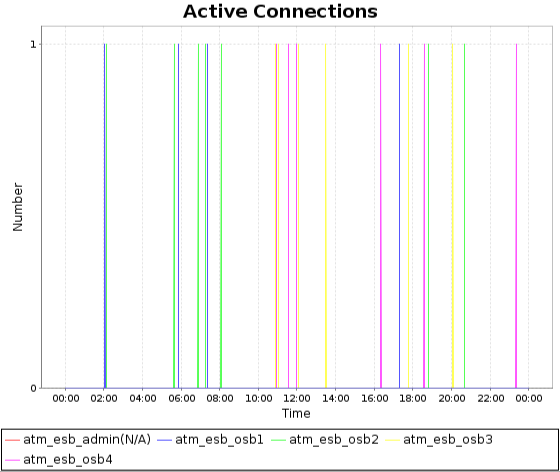 Active Connections
1
Number
0
00:00 02:00 04:00 06:00 08:00 10:00 12:00 14:00 16:00 18:00 20:00 22:00 00:00
Time
atm_esb_admin(N/A) atm_esb_osb1 atm_esb_osb2 atm_esb_osb3
atm_esb_osb4